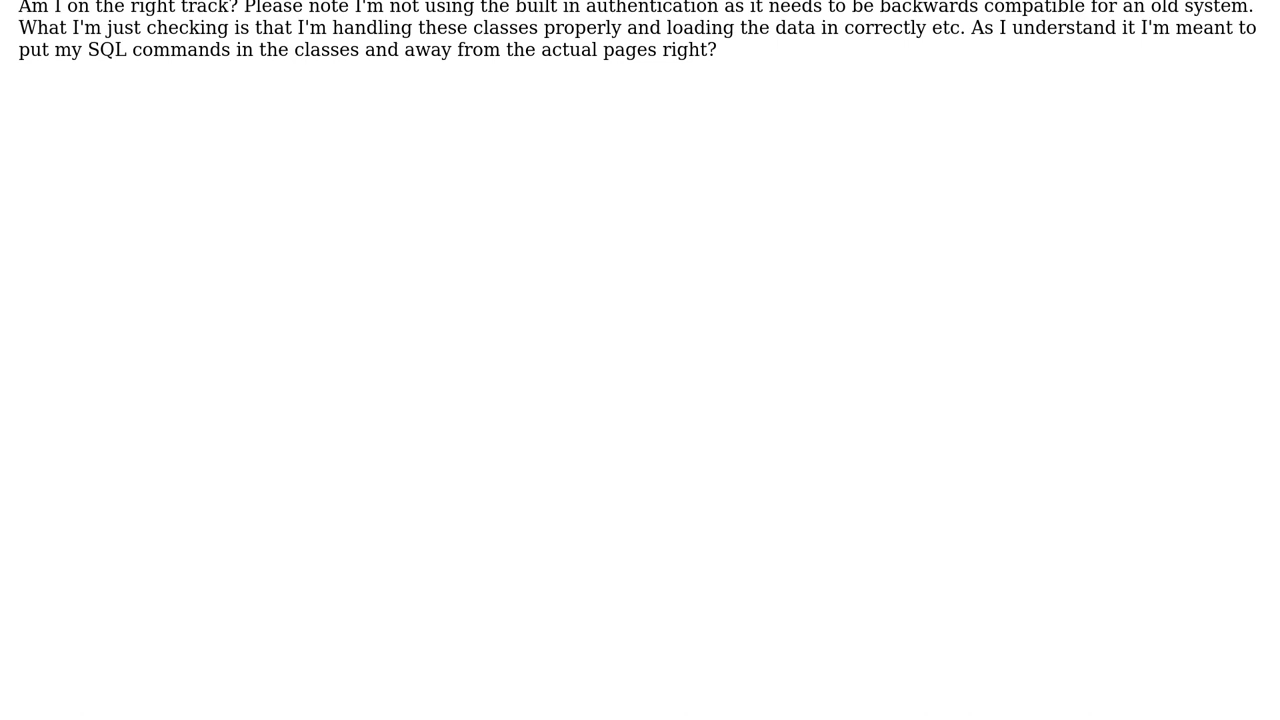 Am I on the right track? Please note I'm not using the built in authentication as it needs to be backwards compatible for an old system.
What I'm just checking is that I'm handling these classes properly and loading the data in correctly etc. As I understand it I'm meant to
put my SQL commands in the classes and away from the actual pages right?